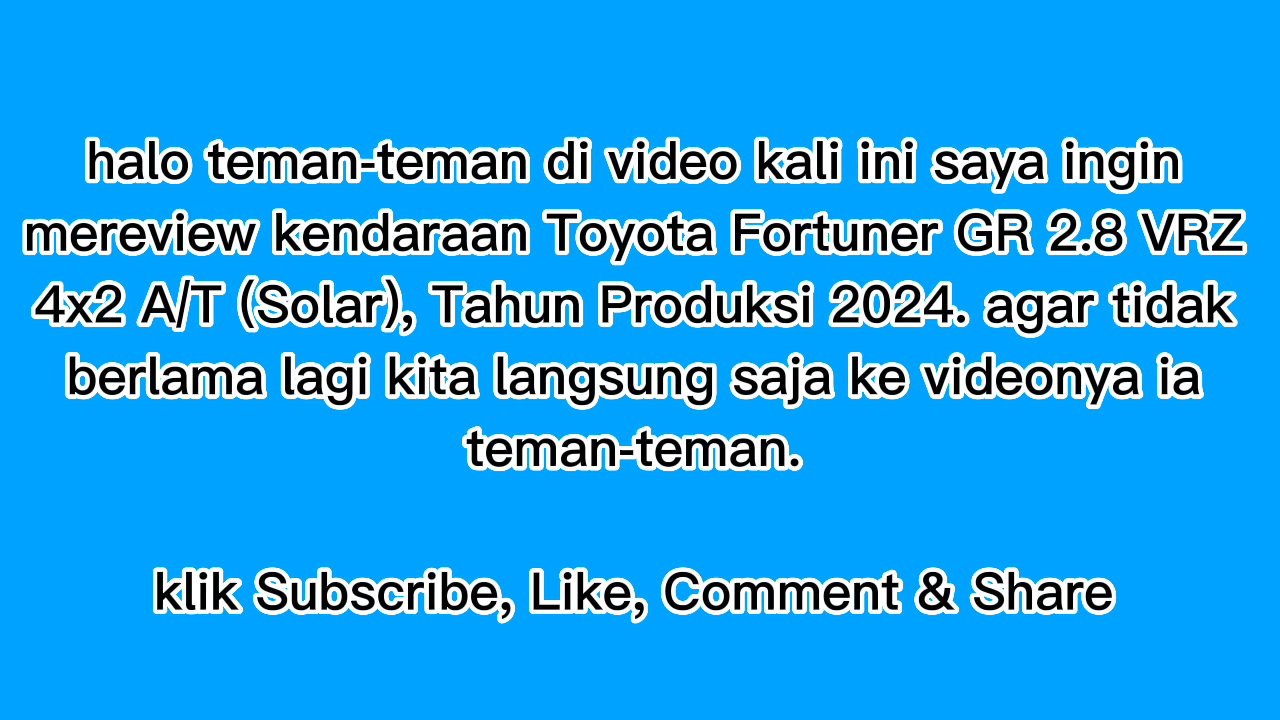 halo teman-teman di video kali ini saya ingin
mereview kendaraan Toyota Fortuner GR 2.8 VRZ
4x2 A/T (Solar), Tahun Produksi 2024. agar tidak
berlama lagi kita langsung saja ke videonya ia
teman-teman.
klik Subscribe, Like, Comment & Share